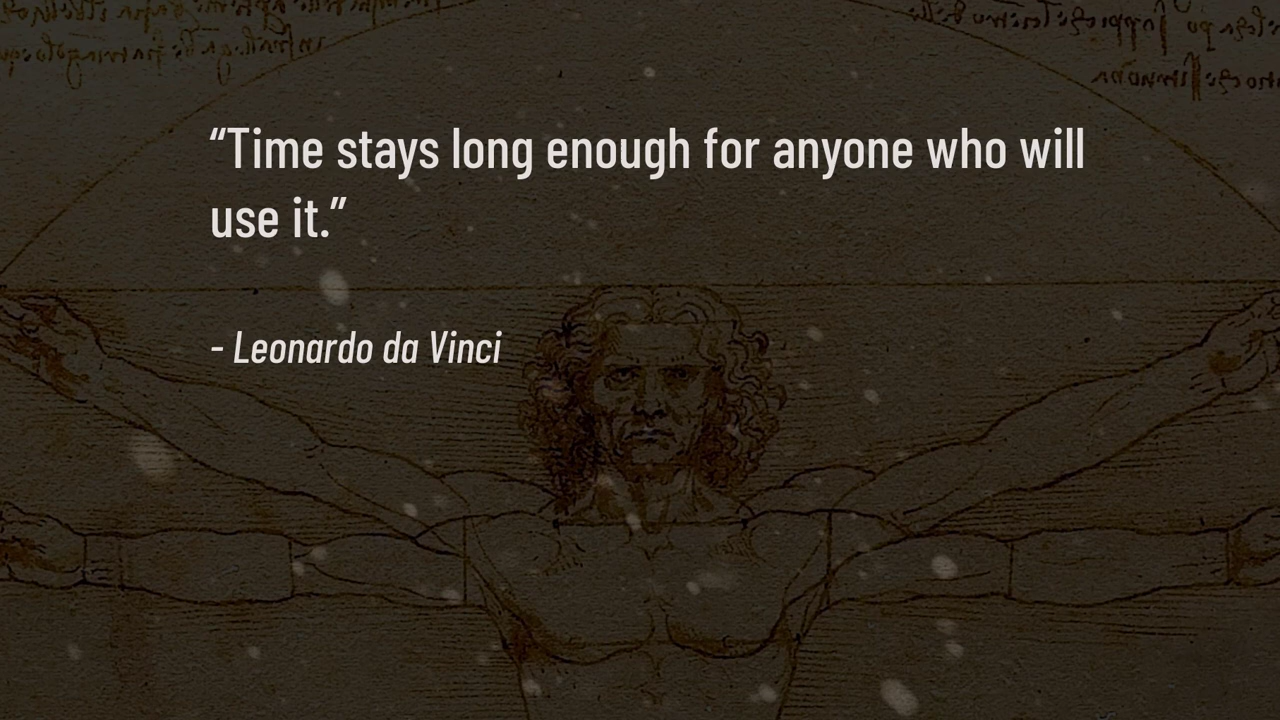 “Time stays long enough for anyone who will
use it.”
- Leonardo da Vinci